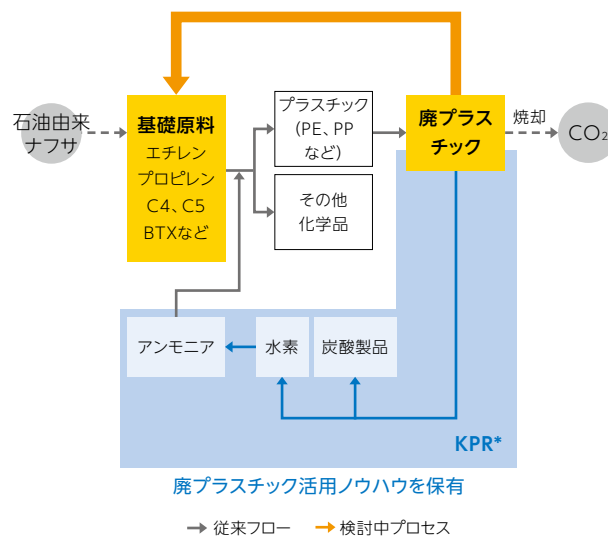 石油由来
ナフサ
基礎原料
エチレン
プロピレン
C4、C5
BTXなど
プラスチック
(PE、PP
など)
その他
化学品
廃プラス
チック
焼却
CO₂
アンモニア
水素
炭酸製品
KPR*
廃プラスチック活用ノウハウを保有
従来フロー
検討中プロセス